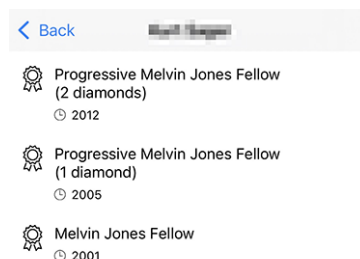 Back
Progressive Melvin Jones Fellow
(2 diamonds)
2012
Progressive Melvin Jones Fellow
(1 diamond)
2005
Melvin Jones Fellow
2001